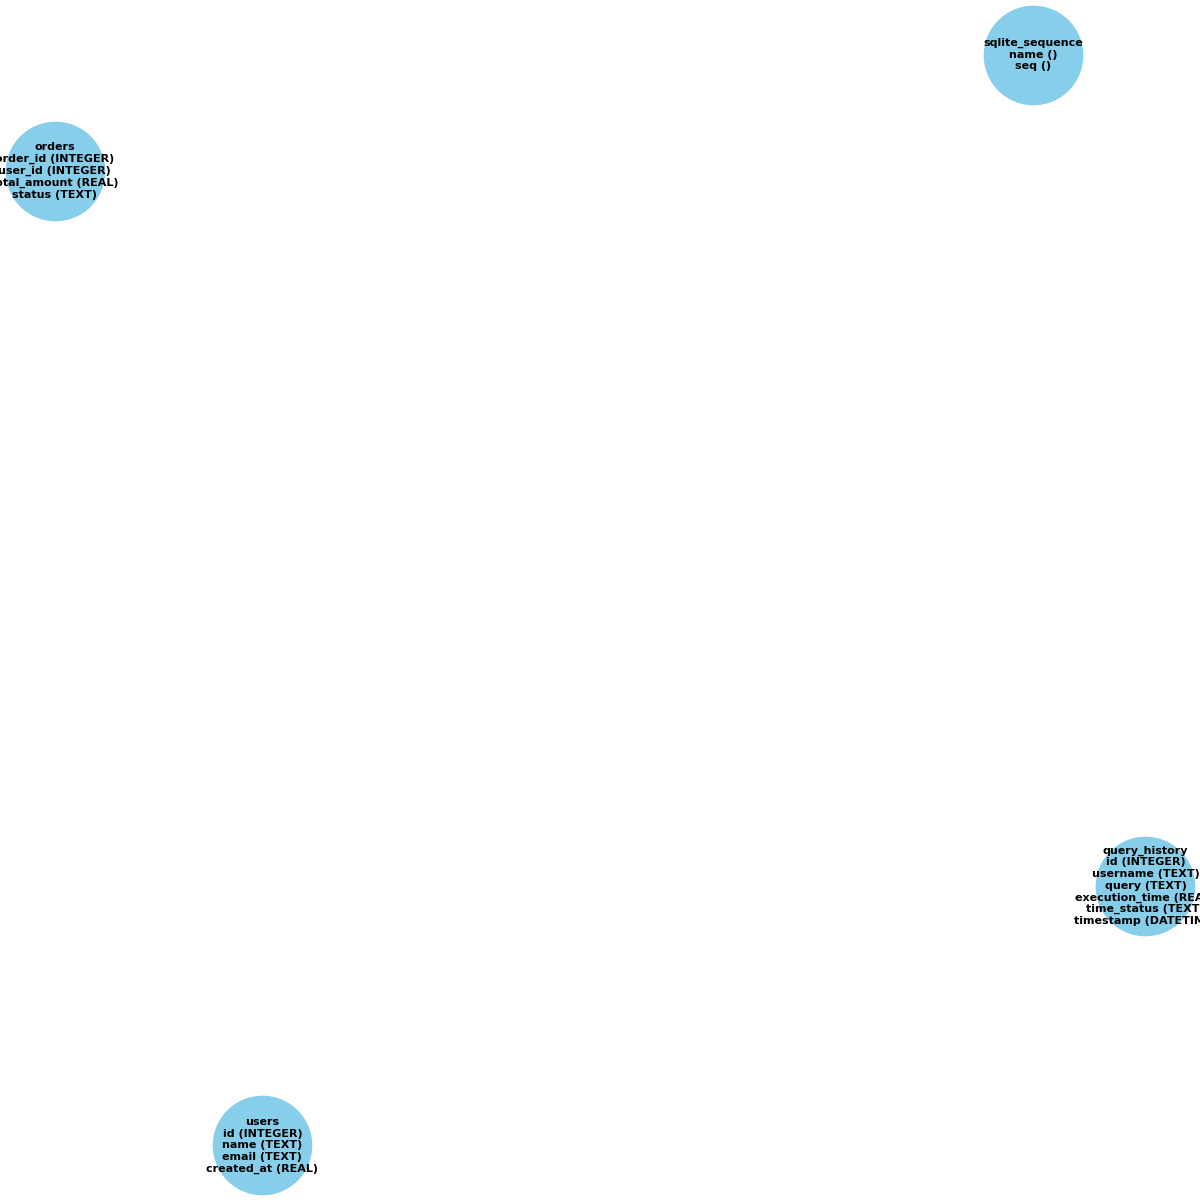 sqlite_sequence
name ()
seq ()
orders
order_id (INTEGER)
user_id (INTEGER)
total_amount (REAL)
status (TEXT)
query_history
id (INTEGER)
username (TEXT)
query (TEXT)
execution_time (REA
time_status (TEXT
timestamp (DATETIM
users
id (INTEGER)
name (TEXT)
email (TEXT)
created_at (REAL)